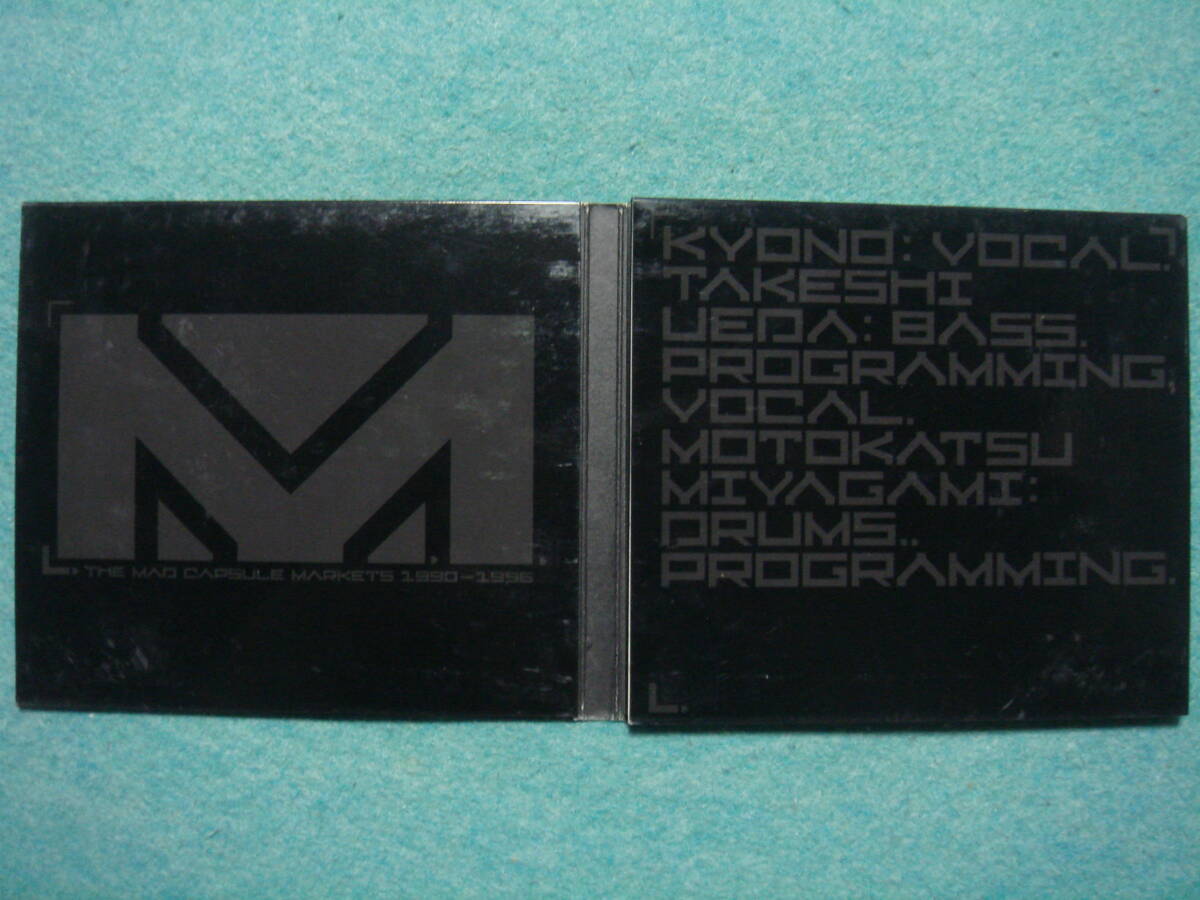 THE MAD CAPSULE MARKETS 1990-1996
KYONO: VOCAL.
TAKESHI
UEDA: BASS.
PROGRAMMING.
VOCAL.
MOTOKATSU
MIYAGAMI:
DRUMS..
PROGRAMMING.